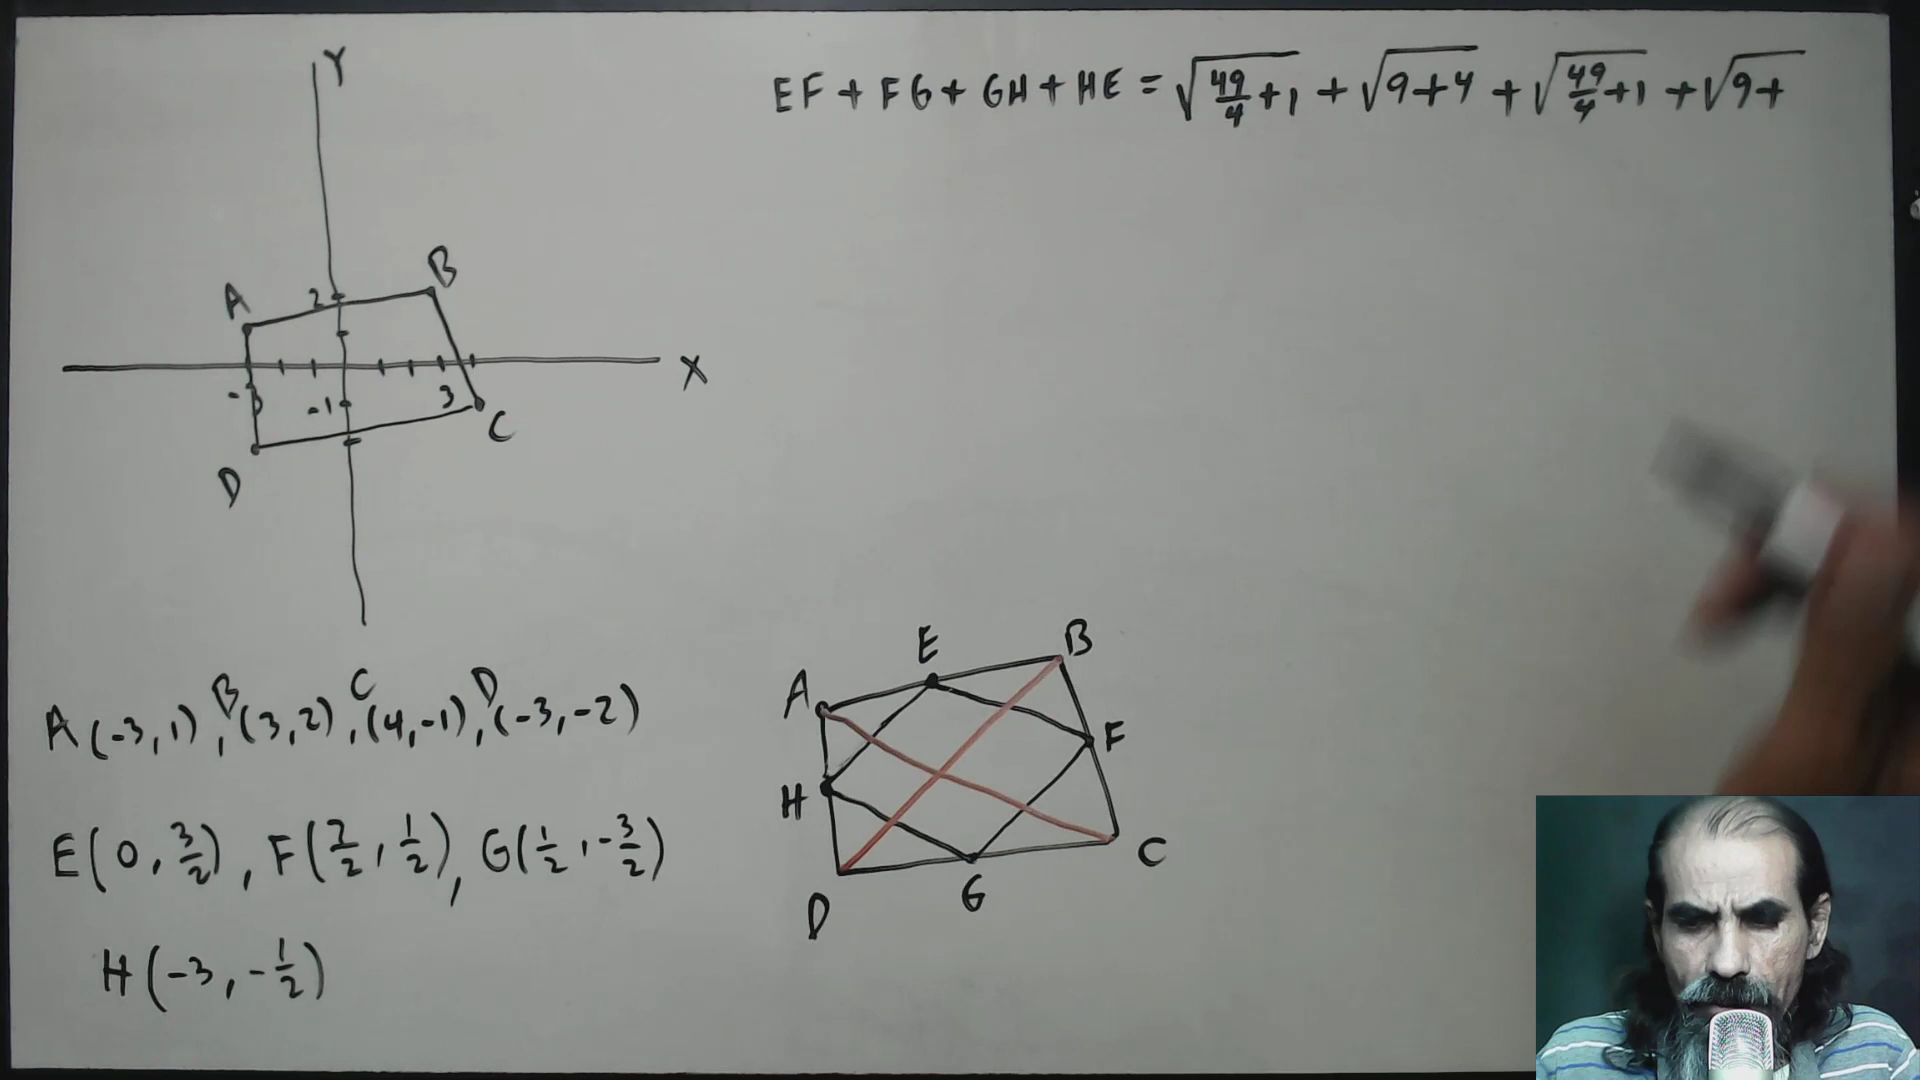 EF + FG + GH + HE = √(49/4 + 1) + √(9+4) + √(49/4 + 1) + √(9+
Y
B
A
2
X
-3
-1
3
C
D
A(-3,1), B(3,2), C(4,-1), D(-3,-2)
E(0, 3/2), F(7/2, 1/2), G(1/2, -3/2)
H(-3, -1/2)
E
B
A
F
H
C
G
D